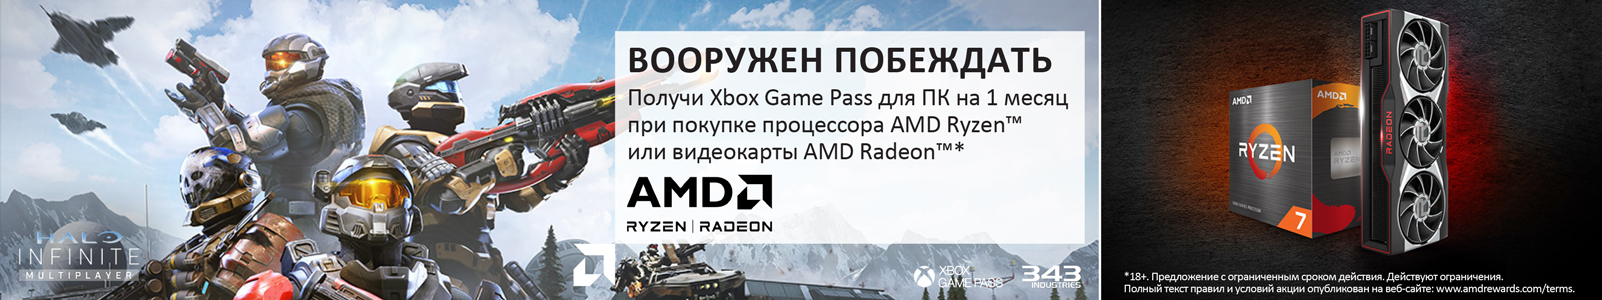 HALO
INFINITE
MULTIPLAYER
ВООРУЖЕН ПОБЕЖДАТЬ
Получи Xbox Game Pass для ПК на 1 месяц
при покупке процессора AMD Ryzen™
или видеокарты AMD Radeon™*
AMD
RYZEN | RADEON
XBOX
GAME PASS
343
INDUSTRIES
AMD
AMD
RYZEN
AMD
RYZEN
7
RADEON
*18+. Предложение с ограниченным сроком действия. Действуют ограничения.
Полный текст правил и условий акции опубликован на веб-сайте: www.amdrewards.com/terms.